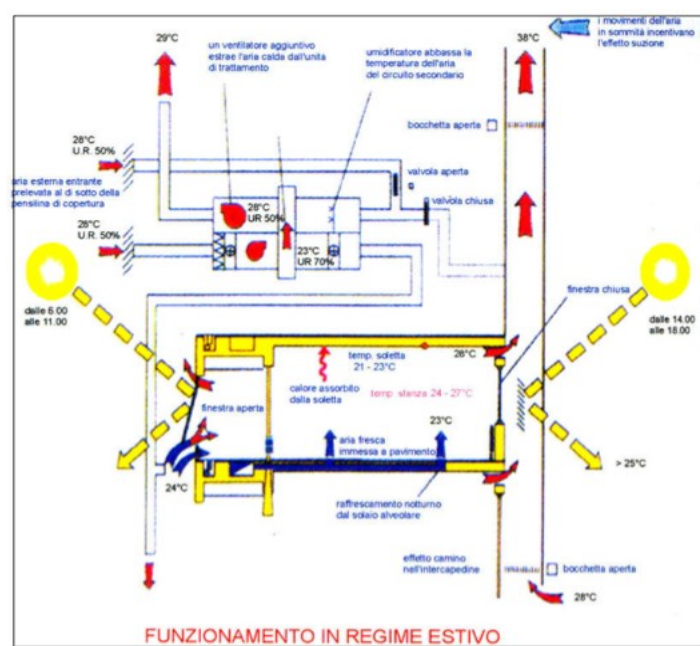 29°C
un ventilatore aggiuntivo
estrae l'aria calda dall'unita
di trattamento
umidificatore abbassa la
temperatura dell'aria
del circuito secondario
38°C
i movimenti dell'aria
in sommità incentivano
l'effetto suzione
28°C
U.R. 50%
bocchetta aperta
valvola aperta
aria esterna entrante
prelevata al di sotto della
pensilina di copertura
valvola chiusa
28°C
UR 50%
28°C
U.R. 50%
23°C
UR 70%
finestra chiusa
dalle 6.00
alle 11.00
dalle 14.00
alle 18.00
temp. soletta
21 - 23°C
28°C
calore assorbito
dalla soletta
temp. stanza 24 - 27°C
finestra aperta
23°C
aria fresca
immessa a pavimento
> 25°C
24°C
raffrescamento notturno
dal solaio alveolare
effetto camino
nell'intercapedine
bocchetta aperta
28°C
FUNZIONAMENTO IN REGIME ESTIVO